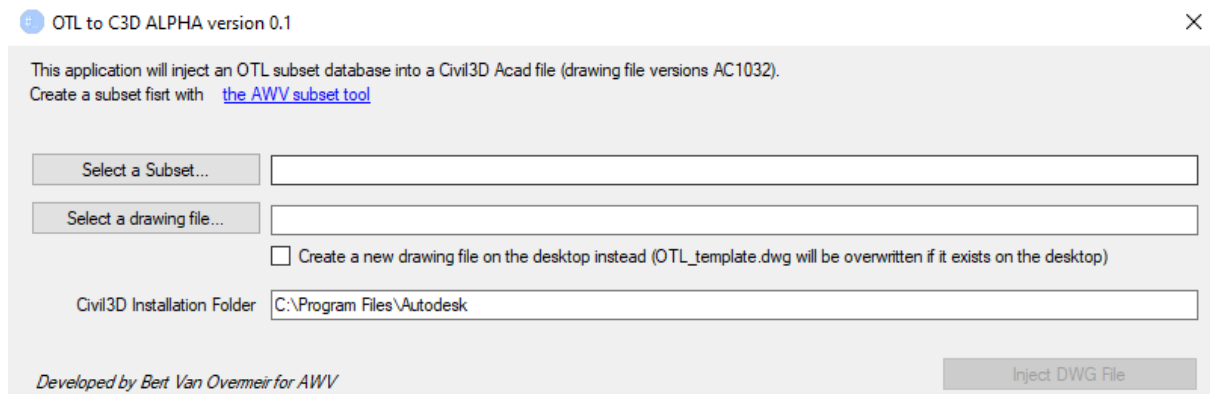 OTL to C3D ALPHA version 0.1
This application will inject an OTL subset database into a Civil3D Acad file (drawing file versions AC1032).
Create a subset fisrt with the AWV subset tool
Select a Subset...
Select a drawing file...
Create a new drawing file on the desktop instead (OTL_template.dwg will be overwritten if it exists on the desktop)
Civil3D Installation Folder C:\Program Files\Autodesk
Developed by Bert Van Overmeir for AWV Inject DWG File